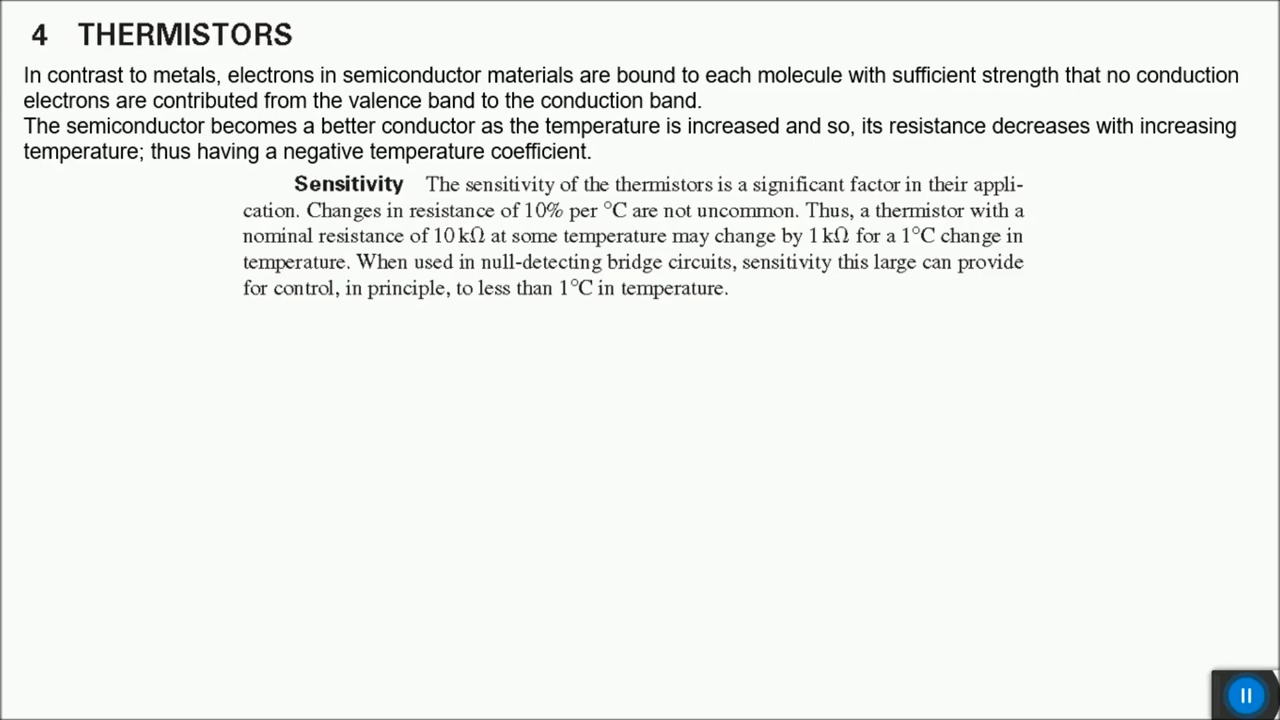 4 THERMISTORS
In contrast to metals, electrons in semiconductor materials are bound to each molecule with sufficient strength that no conduction
electrons are contributed from the valence band to the conduction band.
The semiconductor becomes a better conductor as the temperature is increased and so, its resistance decreases with increasing
temperature; thus having a negative temperature coefficient.
Sensitivity The sensitivity of the thermistors is a significant factor in their appli-
cation. Changes in resistance of 10% per °C are not uncommon. Thus, a thermistor with a
nominal resistance of 10 kΩ at some temperature may change by 1 kΩ for a 1°C change in
temperature. When used in null-detecting bridge circuits, sensitivity this large can provide
for control, in principle, to less than 1°C in temperature.